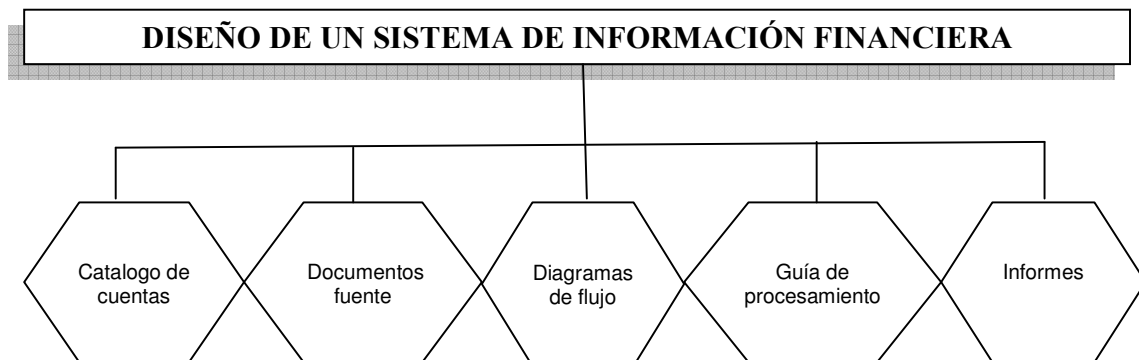 DISEÑO DE UN SISTEMA DE INFORMACIÓN FINANCIERA
Catalogo de
cuentas
Documentos
fuente
Diagramas
de flujo
Guía de
procesamiento
Informes